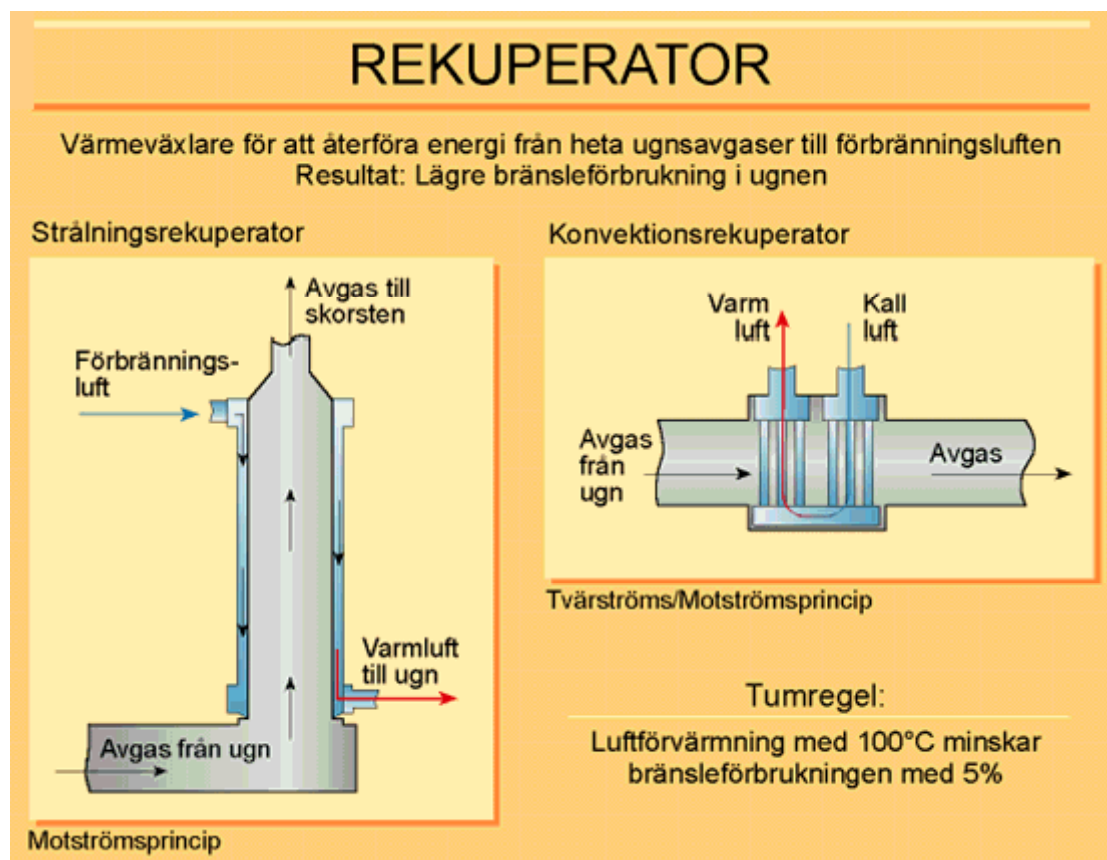 REKUPERATOR
Värmeväxlare för att återföra energi från heta ugnsavgaser till förbränningsluften
Resultat: Lägre bränsleförbrukning i ugnen
Strålningsrekuperator
Avgas till
skorsten
Förbrännings-
luft
Varmluft
till ugn
Avgas från ugn
Motströmsprincip
Konvektionsrekuperator
Varm
luft
Kall
luft
Avgas
från
ugn
Avgas
Tvärströms/Motströmsprincip
Tumregel:
Luftförvärmning med 100°C minskar
bränsleförbrukningen med 5%